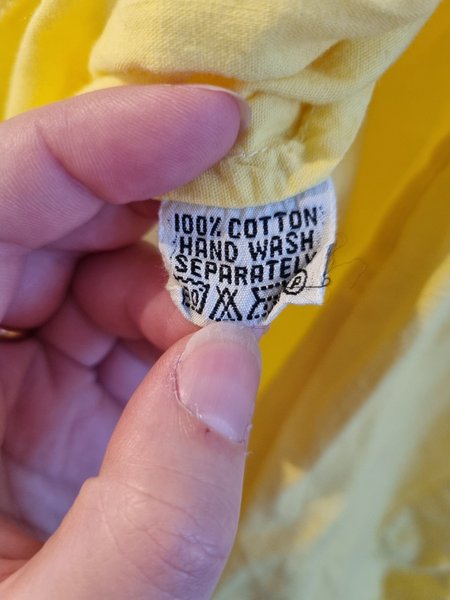 100% COTTON
HAND WASH
SEPARATELY